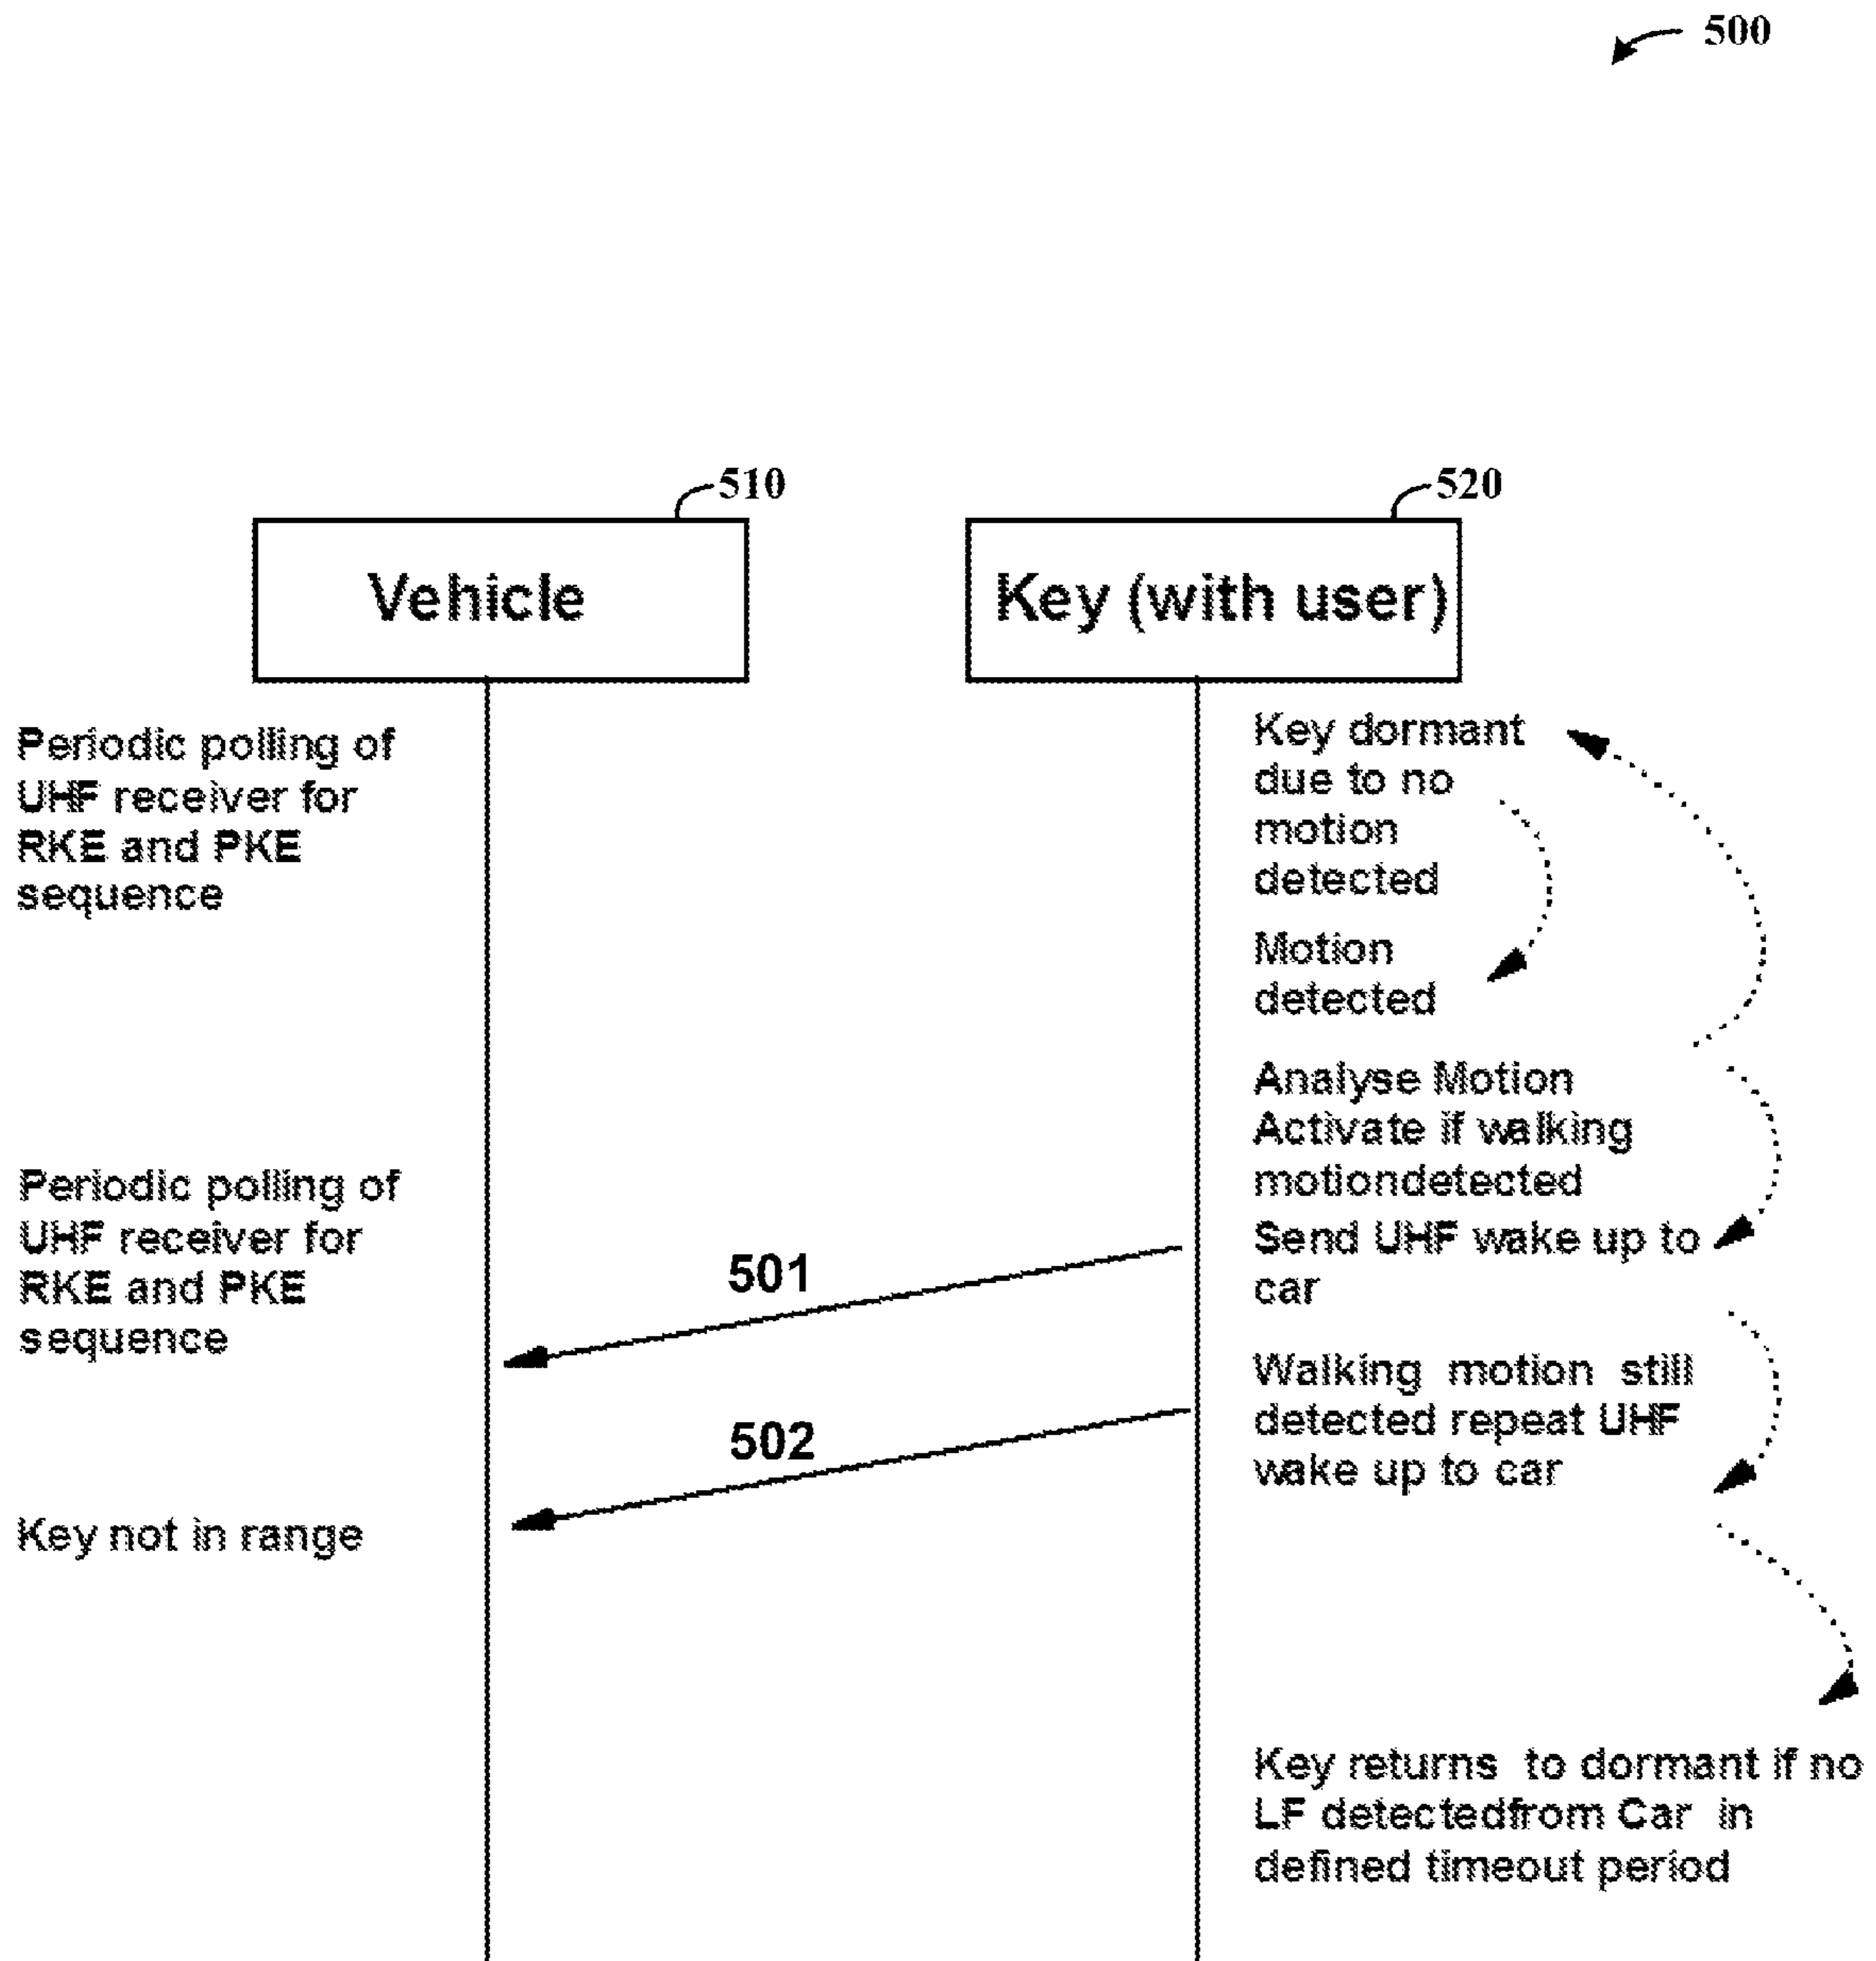 500
510
520
Vehicle
Key (with user)
Periodic polling of
UHF receiver for
RKE and PKE
sequence
Key dormant
due to no
motion
detected
Motion
detected
Analyse Motion
Activate if walking
motiondetected
Periodic polling of
UHF receiver for
RKE and PKE
sequence
Send UHF wake up to
car
501
Walking motion still
detected repeat UHF
wake up to car
502
Key not in range
Key returns to dormant if no
LF detectedfrom Car in
defined timeout period